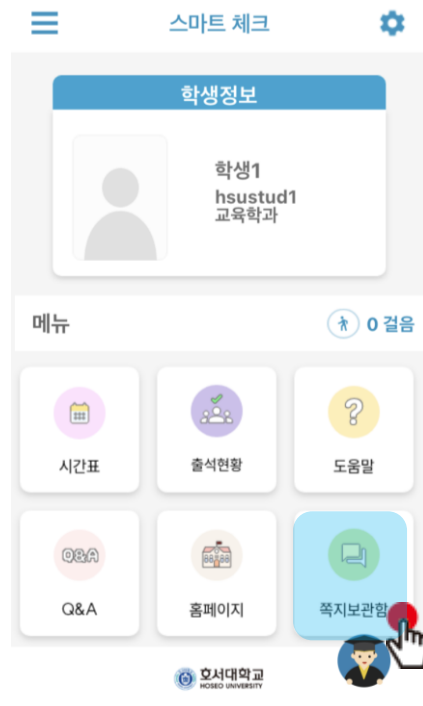 스마트 체크
학생정보
학생1
hsustud1
교육학과
메뉴
0 걸음
시간표
출석현황
도움말
Q&A
Q&A
홈페이지
쪽지보관함
호서대학교
HOSEO UNIVERSITY